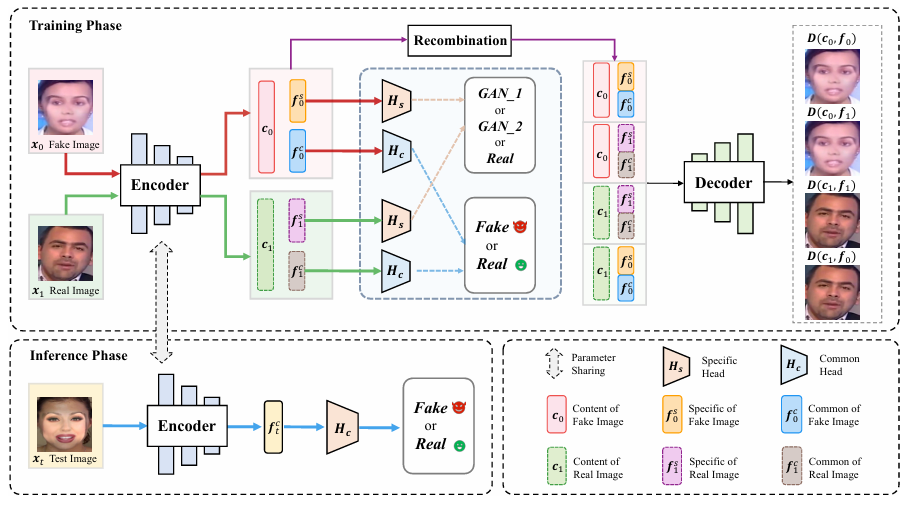 Training Phase
Recombination
D(c₀, f₀)
x₀ Fake Image
Encoder
x₁ Real Image
c₀
f₀ˢ
f₀ᶜ
c₁
f₁ˢ
f₁ᶜ
Hₛ
H꜀
Hₛ
H꜀
GAN_1
or
GAN_2
or
Real
Fake
or
Real
c₀
f₀ˢ
f₀ᶜ
c₀
f₁ˢ
f₁ᶜ
c₁
f₁ˢ
f₁ᶜ
c₁
f₀ˢ
f₀ᶜ
Decoder
D(c₀, f₁)
D(c₁, f₁)
D(c₁, f₀)
Inference Phase
xₜ Test Image
Encoder
fₜᶜ
H꜀
Fake
or
Real
Parameter
Sharing
Hₛ
Specific
Head
H꜀
Common
Head
c₀
Content of
Fake Image
f₀ˢ
Specific of
Fake Image
f₀ᶜ
Common of
Fake Image
c₁
Content of
Real Image
f₁ˢ
Specific of
Real Image
f₁ᶜ
Common of
Real Image